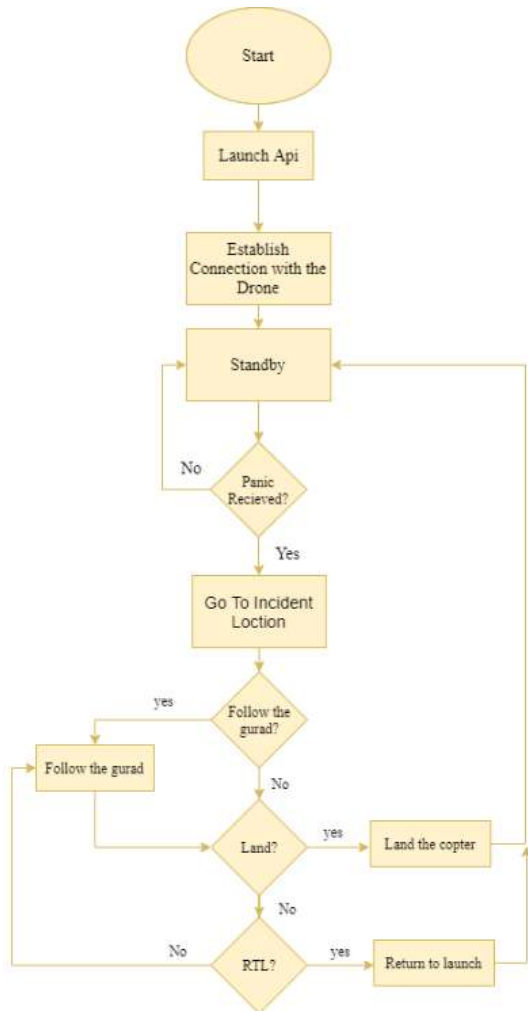 Start
Launch Api
Establish
Connection with the
Drone
Standby
No
Panic
Recieved?
Yes
Go To Incident
Loction
yes
Follow the
gurad?
Follow the gurad
No
Land?
yes
Land the copter
No
No
RTL?
yes
Return to launch